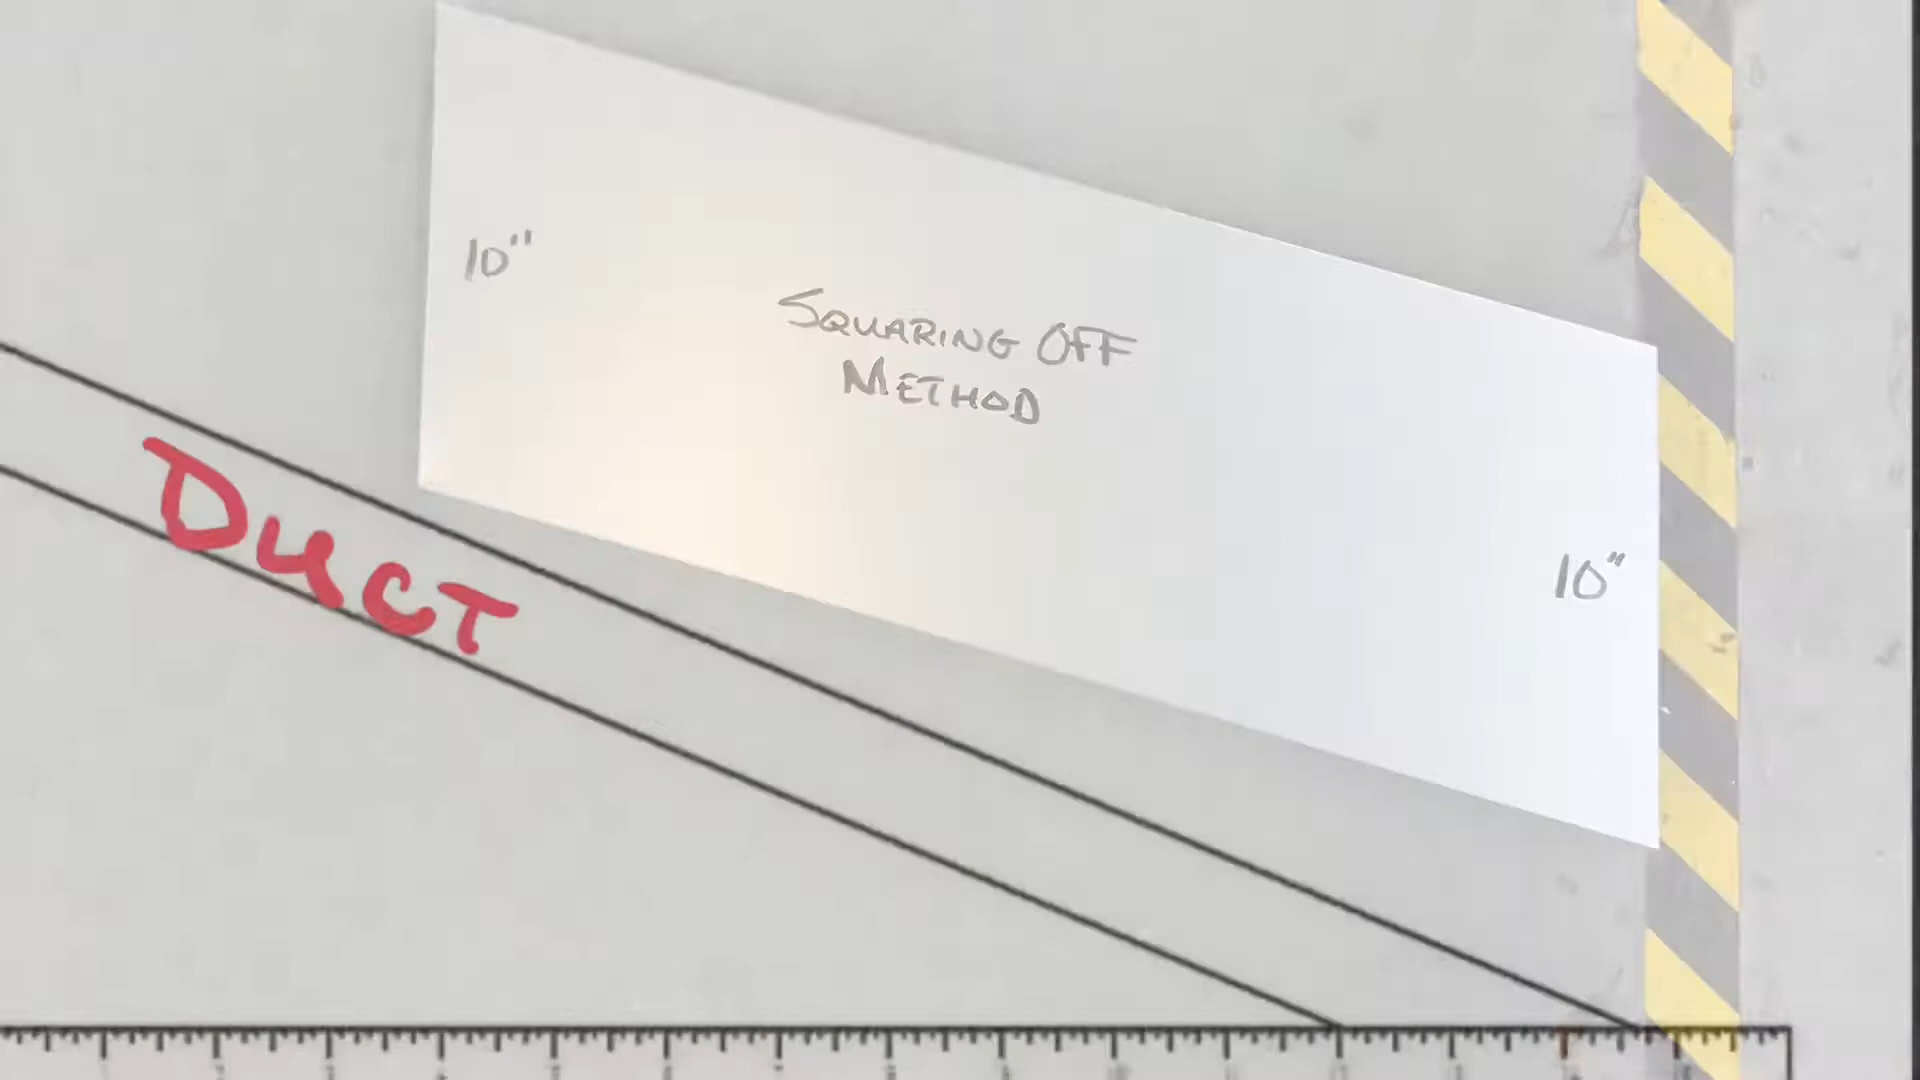 10"
SQUARING OFF
METHOD
DUCT
10"